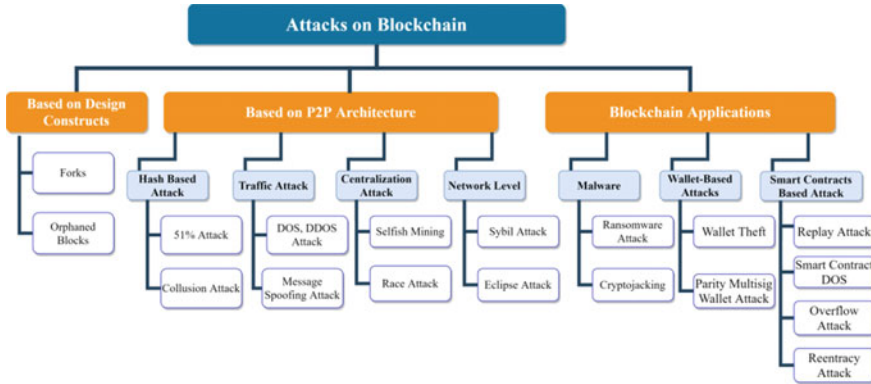 Attacks on Blockchain
Based on Design
Constructs
Based on P2P Architecture
Blockchain Applications
Forks
Orphaned
Blocks
Hash Based
Attack
Traffic Attack
Centralization
Attack
Network Level
Malware
Wallet-Based
Attacks
Smart Contracts
Based Attack
51% Attack
Collusion Attack
DOS, DDOS
Attack
Message
Spoofing Attack
Selfish Mining
Race Attack
Sybil Attack
Eclipse Attack
Ransomware
Attack
Cryptojacking
Wallet Theft
Parity Multisig
Wallet Attack
Replay Attack
Smart Contract
DOS
Overflow
Attack
Reentracy
Attack